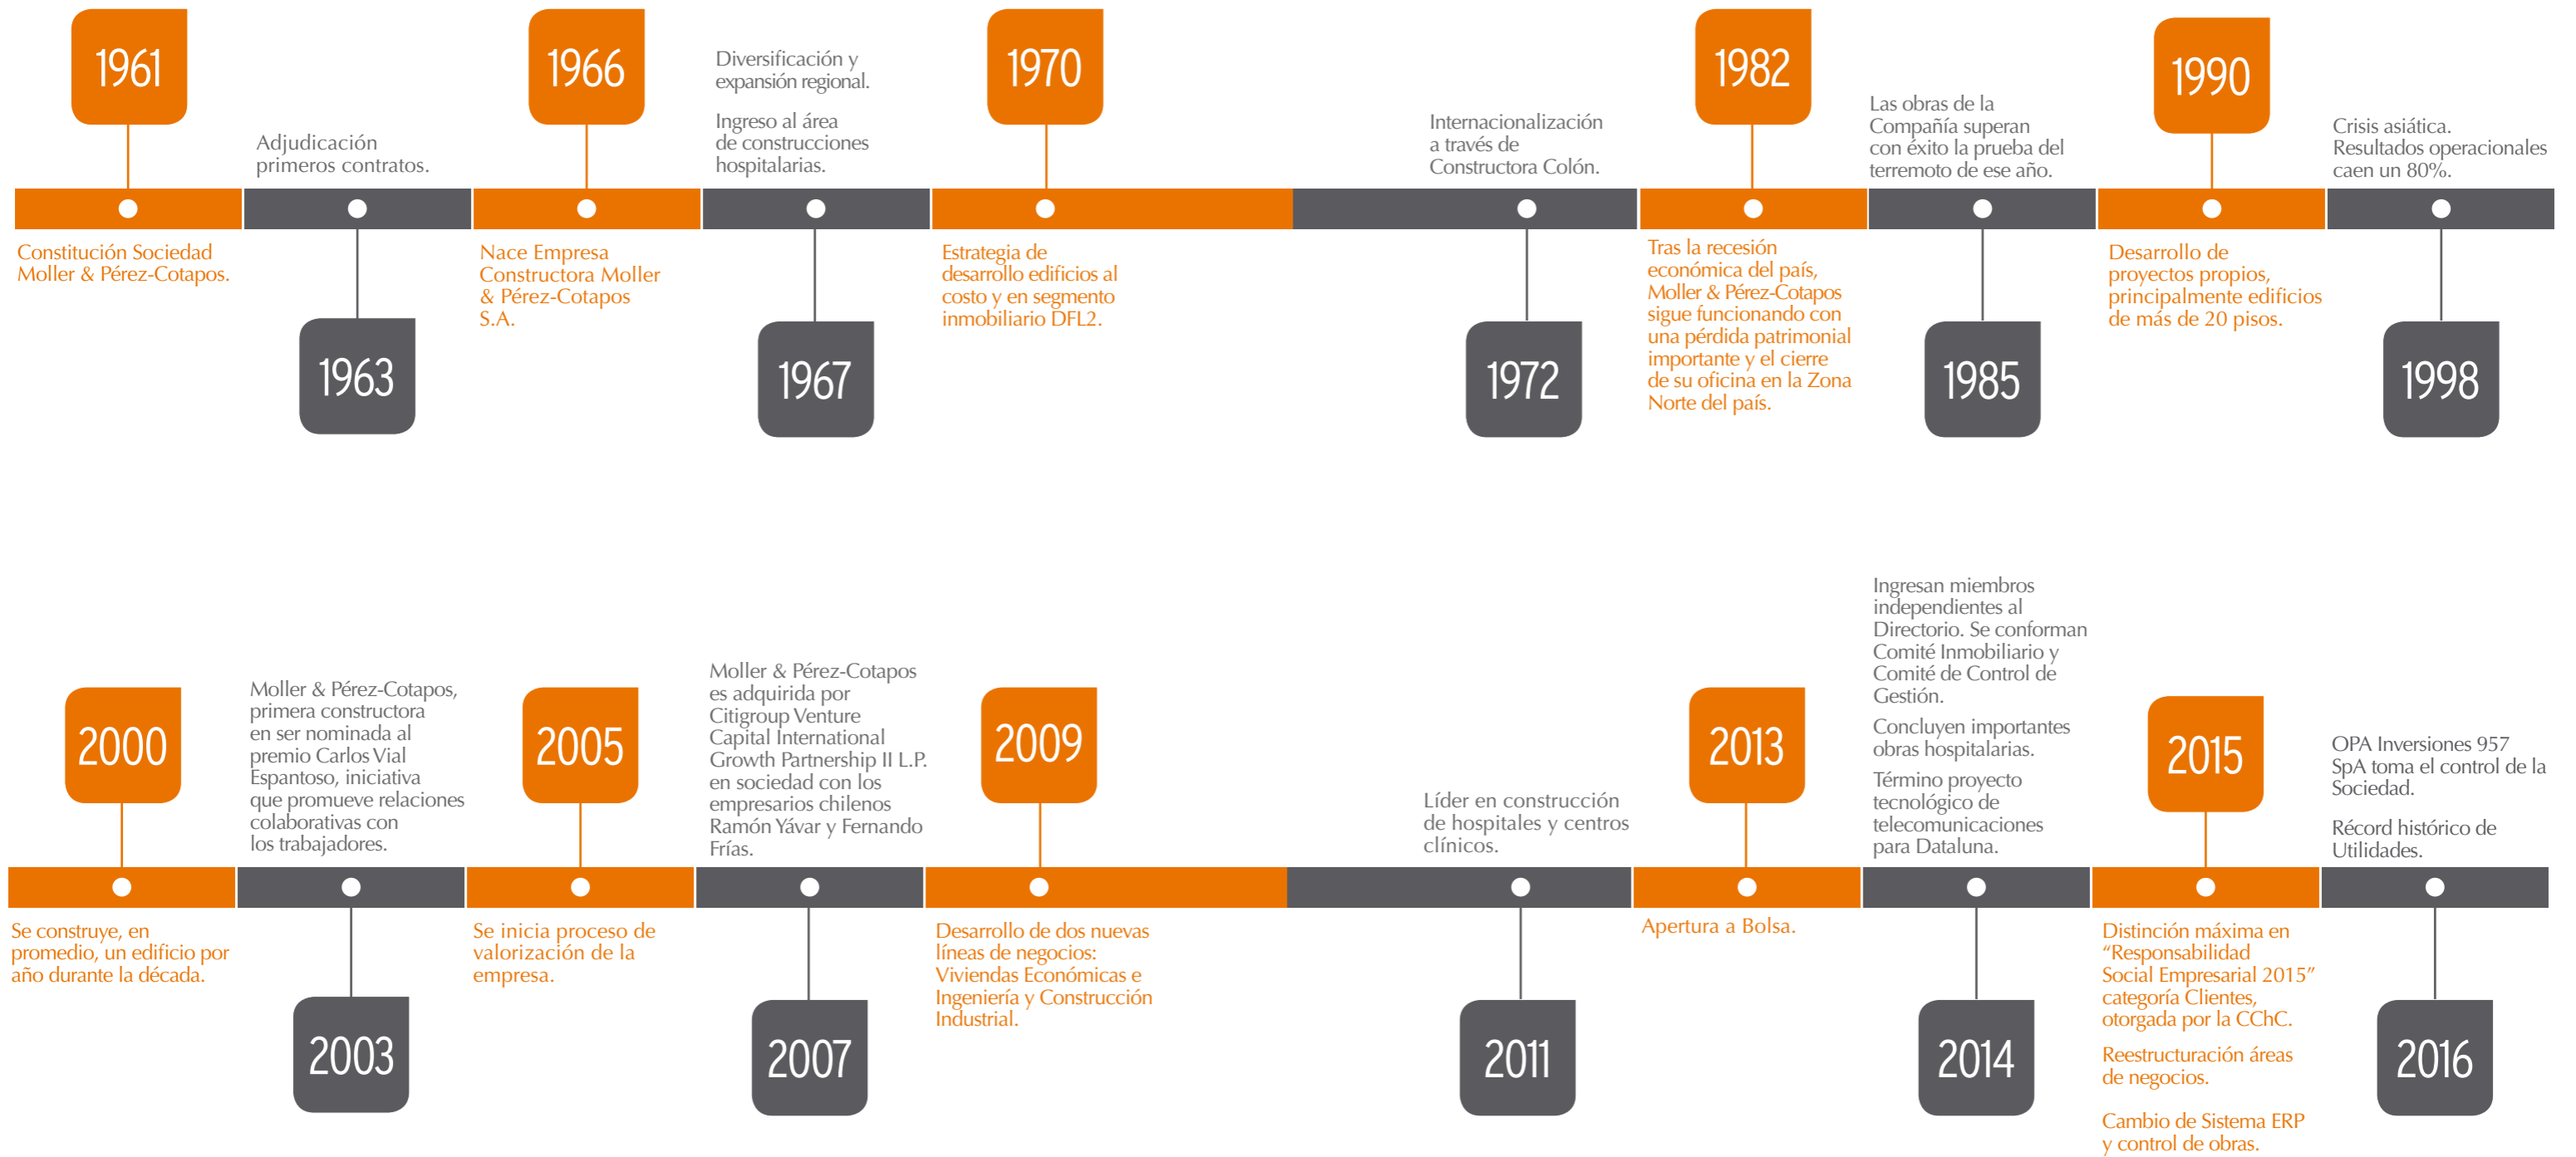 1961
Constitución Sociedad
Moller & Pérez-Cotapos.
Adjudicación
primeros contratos.
1963
1966
Nace Empresa
Constructora Moller
& Pérez-Cotapos
S.A.
Diversificación y
expansión regional.
Ingreso al área
de construcciones
hospitalarias.
1967
1970
Estrategia de
desarrollo edificios al
costo y en segmento
inmobiliario DFL2.
Internacionalización
a través de
Constructora Colón.
1972
1982
Tras la recesión
económica del país,
Moller & Pérez-Cotapos
sigue funcionando con
una pérdida patrimonial
importante y el cierre
de su oficina en la Zona
Norte del país.
Las obras de la
Compañía superan
con éxito la prueba del
terremoto de ese año.
1985
1990
Desarrollo de
proyectos propios,
principalmente edificios
de más de 20 pisos.
Crisis asiática.
Resultados operacionales
caen un 80%.
1998
2000
Se construye, en
promedio, un edificio por
año durante la década.
Moller & Pérez-Cotapos,
primera constructora
en ser nominada al
premio Carlos Vial
Espantoso, iniciativa
que promueve relaciones
colaborativas con
los trabajadores.
2003
2005
Se inicia proceso de
valorización de la
empresa.
Moller & Pérez-Cotapos
es adquirida por
Citigroup Venture
Capital International
Growth Partnership II L.P.
en sociedad con los
empresarios chilenos
Ramón Yávar y Fernando
Frías.
2007
2009
Desarrollo de dos nuevas
líneas de negocios:
Viviendas Económicas e
Ingeniería y Construcción
Industrial.
Líder en construcción
de hospitales y centros
clínicos.
2011
2013
Apertura a Bolsa.
Ingresan miembros
independientes al
Directorio. Se conforman
Comité Inmobiliario y
Comité de Control de
Gestión.
Concluyen importantes
obras hospitalarias.
Término proyecto
tecnológico de
telecomunicaciones
para Dataluna.
2014
2015
Distinción máxima en
“Responsabilidad
Social Empresarial 2015”
categoría Clientes,
otorgada por la CChC.
Reestructuración áreas
de negocios.
Cambio de Sistema ERP
y control de obras.
OPA Inversiones 957
SpA toma el control de la
Sociedad.
Récord histórico de
Utilidades.
2016